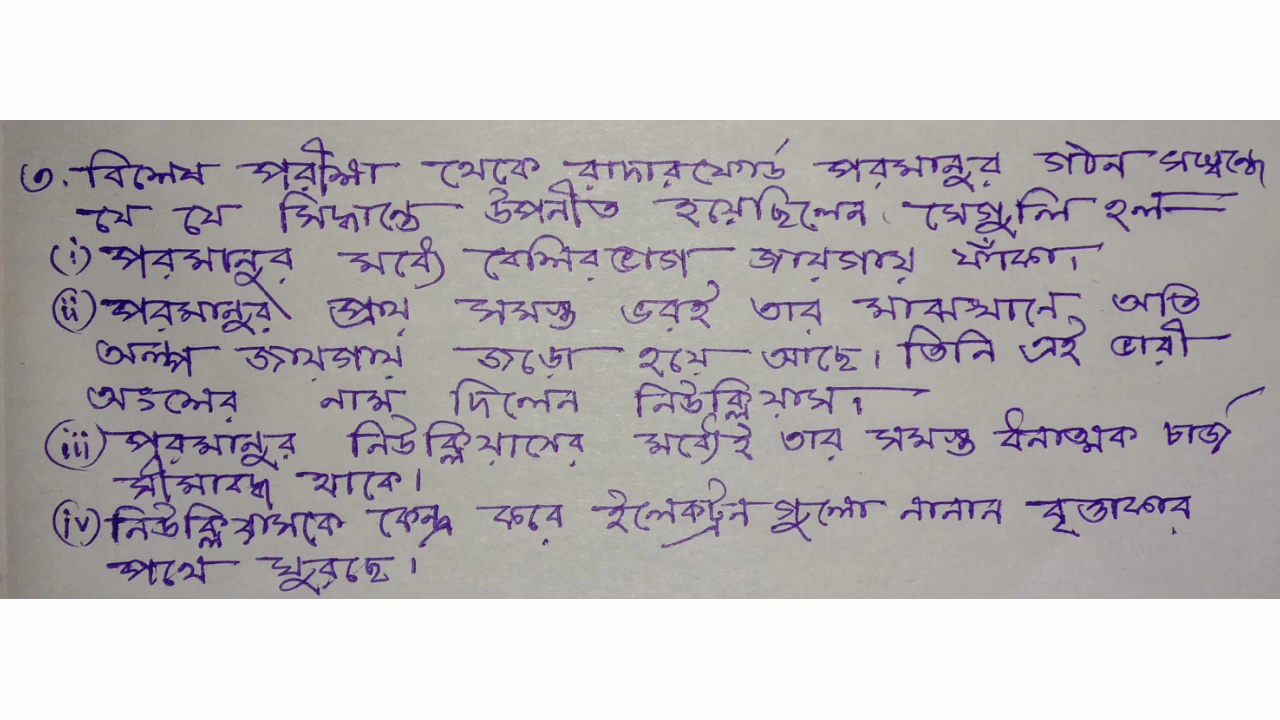 ৩. বিশেষ পরীক্ষা থেকে রাদারফোর্ড পরমানুর গঠন সম্বন্ধে
যে যে সিদ্ধান্তে উপনীত হয়েছিলেন সেগুলি হল—
(i) পরমানুর মধ্যে বেশিরভাগ জায়গায় ফাঁকা।
(ii) পরমানুর প্রায় সমস্ত ভরই তার মাঝখানে অতি
অল্প জায়গায় জড়ো হয়ে আছে। তিনি এই ভারী
অংশের নাম দিলেন নিউক্লিয়াস।
(iii) পরমানুর নিউক্লিয়াসের মধ্যেই তার সমস্ত ধনাত্মক চার্জ
সীমাবদ্ধ থাকে।
(iv) নিউক্লিয়াসকে কেন্দ্র করে ইলেকট্রন গুলো নানান বৃত্তাকার
পথে ঘুরছে।